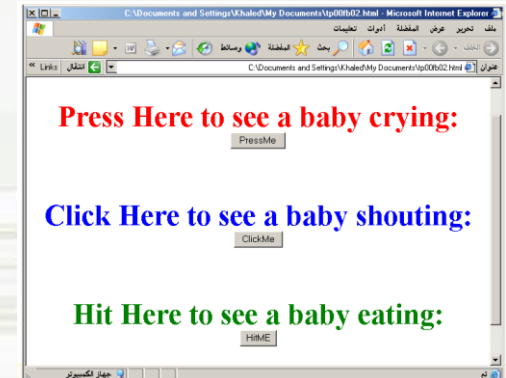 C:\Documents and Settings\Khaled\My Documents\tp00fb02.html - Microsoft Internet Explorer
ملف تحرير عرض المفضلة أدوات تعليمات
الخلف بحث المفضلة وسائط
عنوان C:\Documents and Settings\Khaled\My Documents\tp00fb02.html انتقال Links »
Press Here to see a baby crying:
PressMe
Click Here to see a baby shouting:
ClickMe
Hit Here to see a baby eating:
HitME
تم جهاز الكمبيوتر